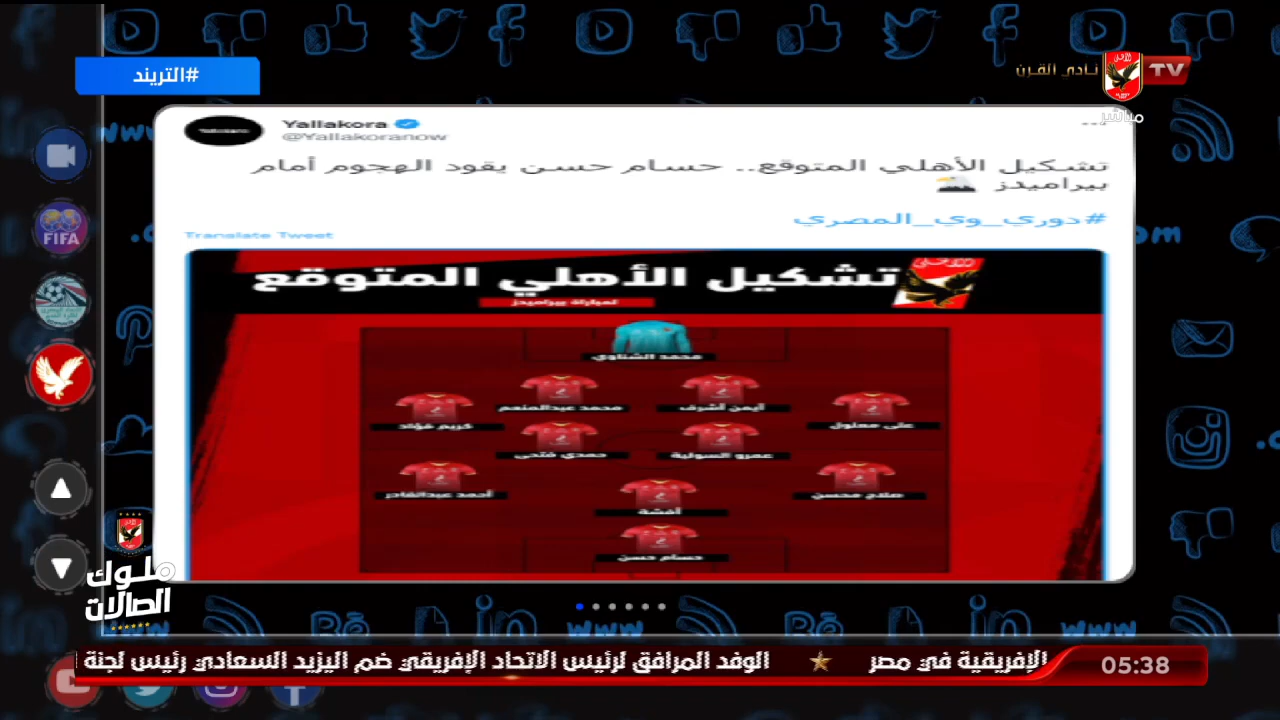 #التريند
نادي القرن
TV
مباشر
Yallakora
@Yallakoranow
تشكيل الأهلي المتوقع.. حسام حسن يقود الهجوم أمام
بيراميدز
#دوري_وي_المصري
Translate Tweet
تشكيل الأهلي المتوقع
لمباراة بيراميدز
محمد الشناوي
محمد عبدالمنعم
أيمن أشرف
كريم فؤاد
علي معلول
حمدي فتحى
عمرو السولية
أحمد عبدالقادر
صلاح محسن
أفشة
حسام حسن
FIFA
ملوك
الصالات
الإفريقية في مصر
الوفد المرافق لرئيس الاتحاد الإفريقي ضم اليزيد السعادي رئيس لجنة
05:38